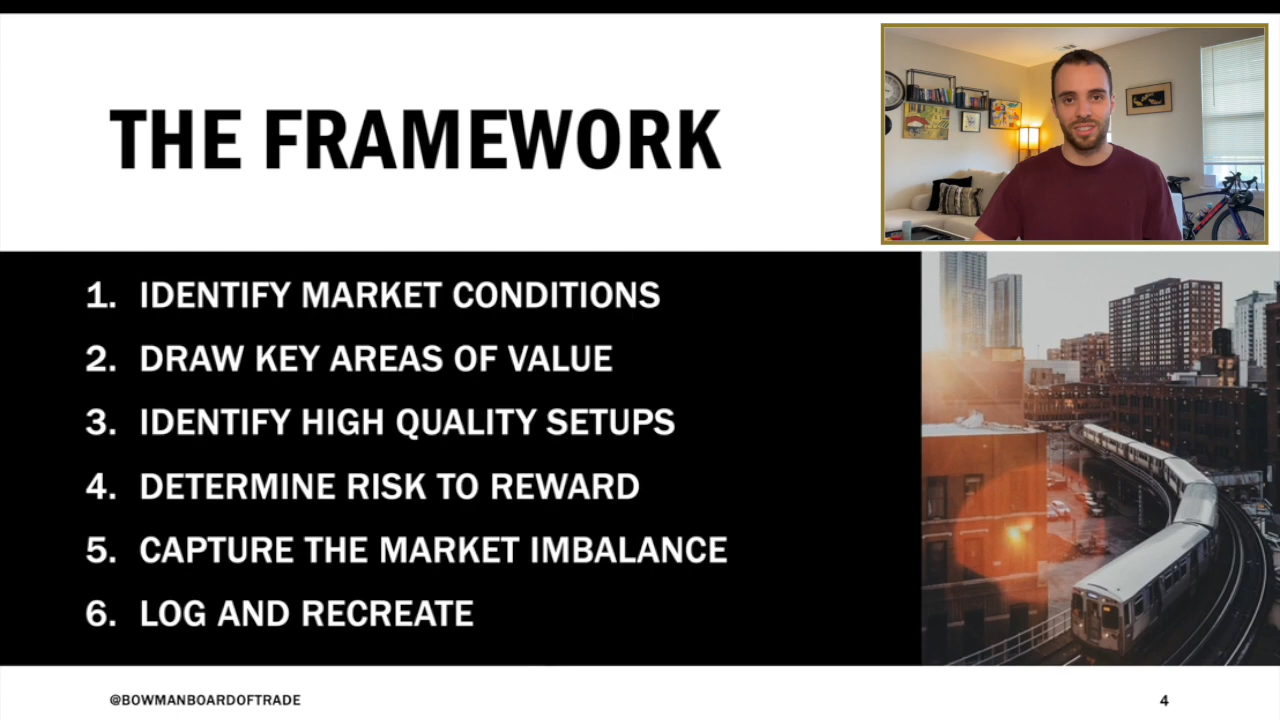 THE FRAMEWORK
1. IDENTIFY MARKET CONDITIONS
2. DRAW KEY AREAS OF VALUE
3. IDENTIFY HIGH QUALITY SETUPS
4. DETERMINE RISK TO REWARD
5. CAPTURE THE MARKET IMBALANCE
6. LOG AND RECREATE
@BOWMANBOARDOFTRADE
4